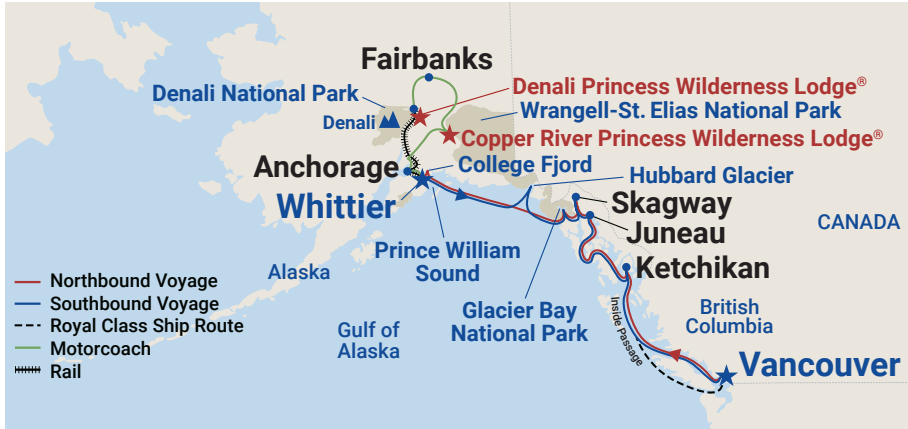 Fairbanks
Denali Princess Wilderness Lodge®
Denali National Park
Wrangell-St. Elias National Park
Denali
Copper River Princess Wilderness Lodge®
Anchorage
College Fjord
Hubbard Glacier
Whittier
Skagway
CANADA
Juneau
Prince William
Sound
Ketchikan
Alaska
Northbound Voyage
Southbound Voyage
Royal Class Ship Route
Motorcoach
Rail
Glacier Bay
National Park
Inside Passage
British
Columbia
Gulf of
Alaska
Vancouver